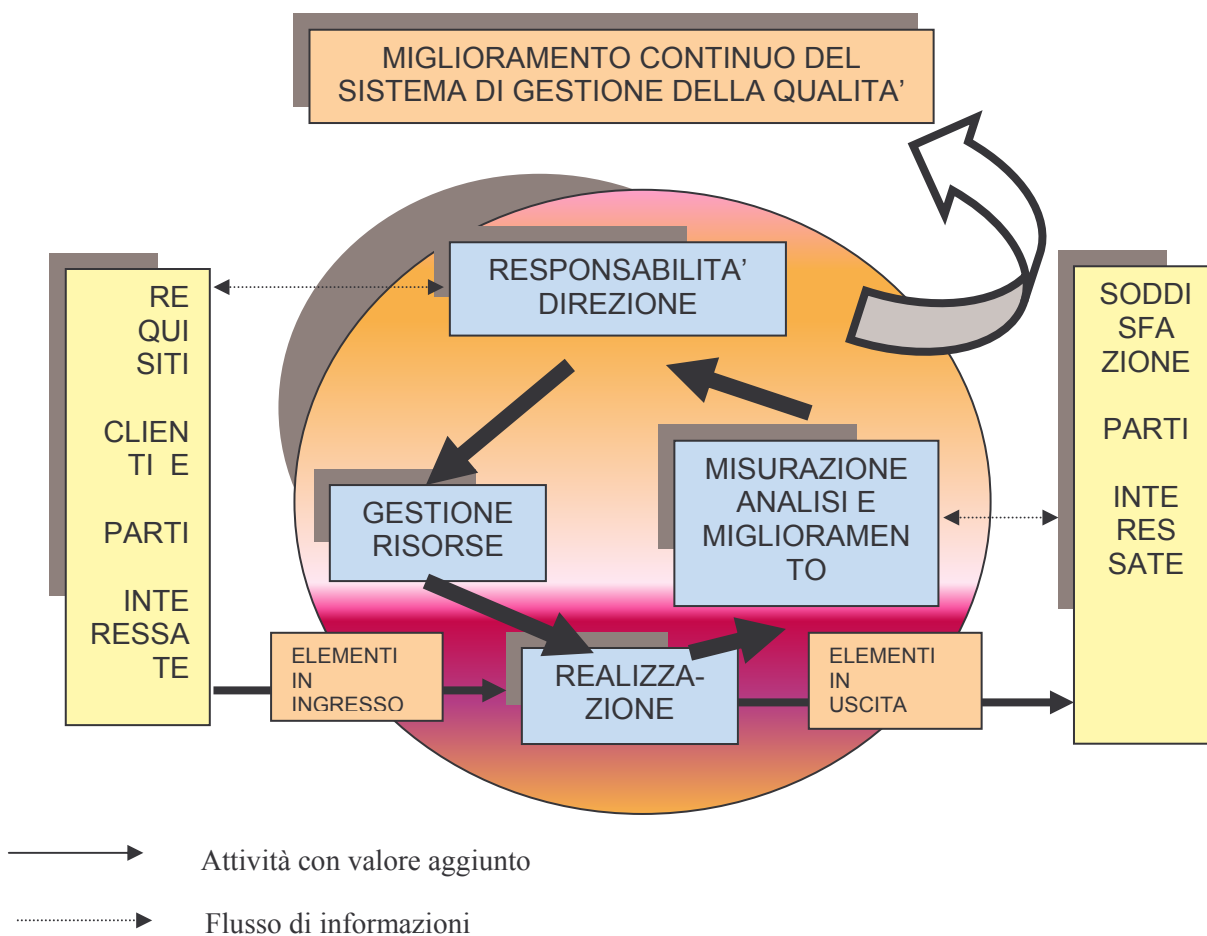 MIGLIORAMENTO CONTINUO DEL
SISTEMA DI GESTIONE DELLA QUALITA’
RESPONSABILITA’
DIREZIONE
RE
QUI
SITI
CLIEN
TI E
PARTI
INTE
RESSA
TE
SODDI
SFA
ZIONE
PARTI
INTE
RES
SATE
GESTIONE
RISORSE
MISURAZIONE
ANALISI E
MIGLIORAMEN
TO
ELEMENTI
IN
INGRESSO
REALIZZA-
ZIONE
ELEMENTI
IN
USCITA
Attività con valore aggiunto
Flusso di informazioni